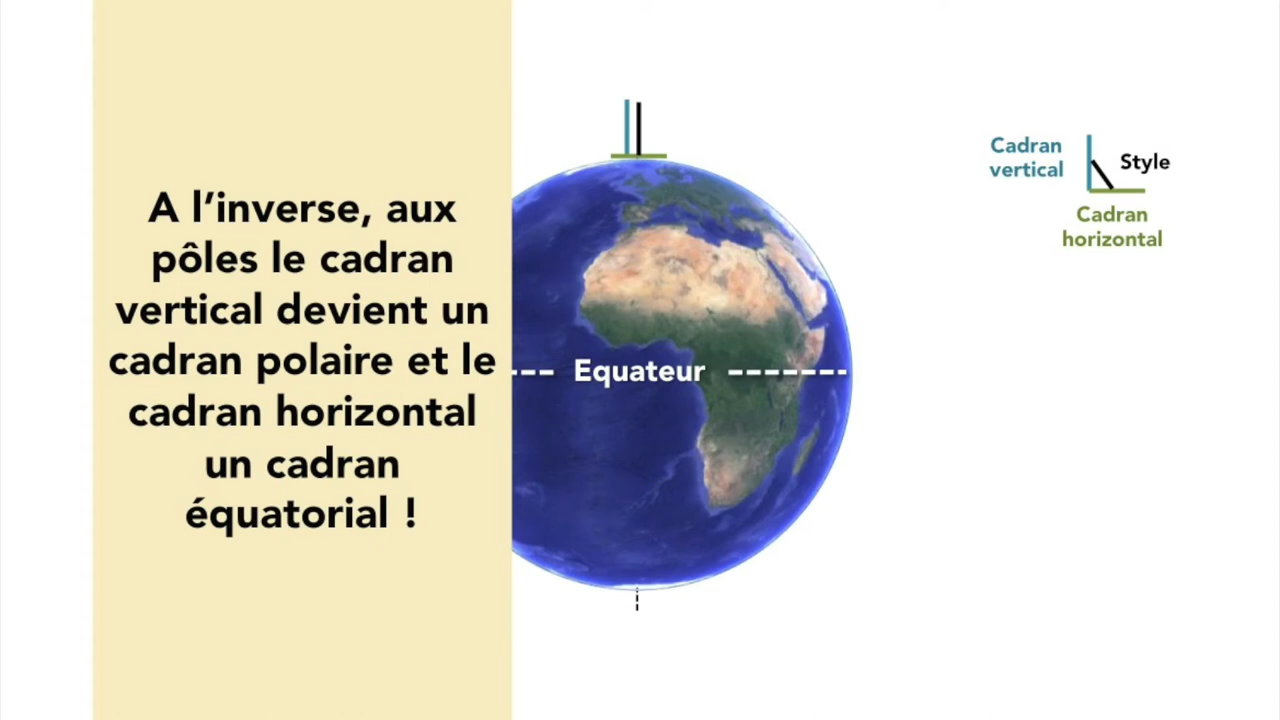 A l’inverse, aux
pôles le cadran
vertical devient un
cadran polaire et le
cadran horizontal
un cadran
équatorial !
Equateur
Cadran
vertical
Style
Cadran
horizontal